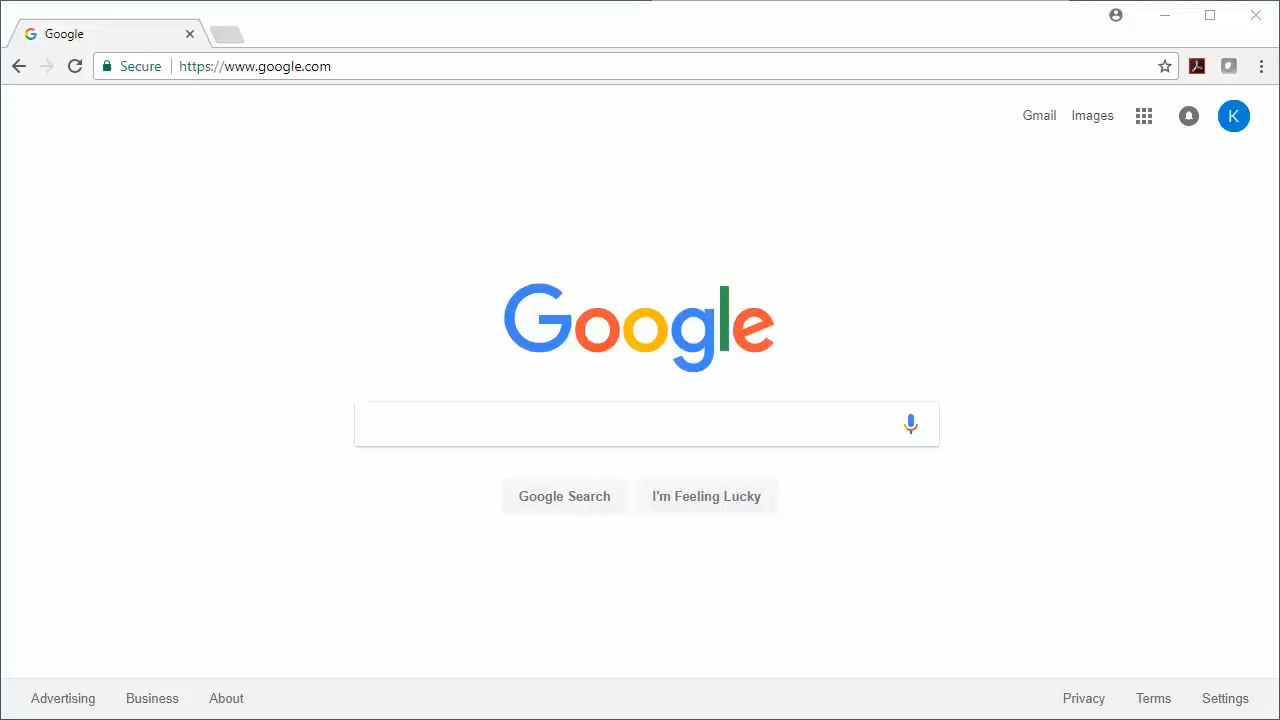 Google
Secure https://www.google.com
Gmail Images K
Google
Google Search I'm Feeling Lucky
Advertising Business About Privacy Terms Settings